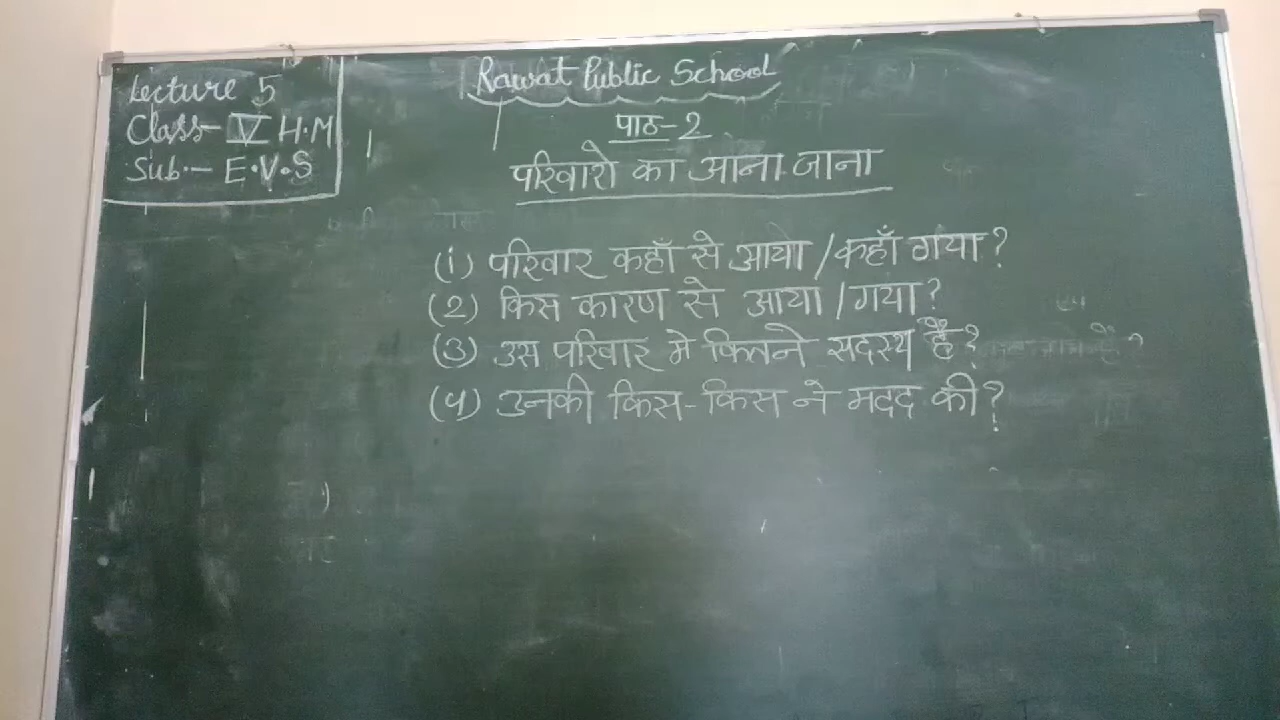 Lecture 5
Class- V H.M
Sub.- E.V.S
Rawat Public School
पाठ-2
परिवारो का आना जाना
(i) परिवार कहाँ से आया /कहाँ गया?
(2) किस कारण से आया /गया?
(3) उस परिवार मे कितने सदस्य है?
(4) उनकी किस-किस ने मदद की?